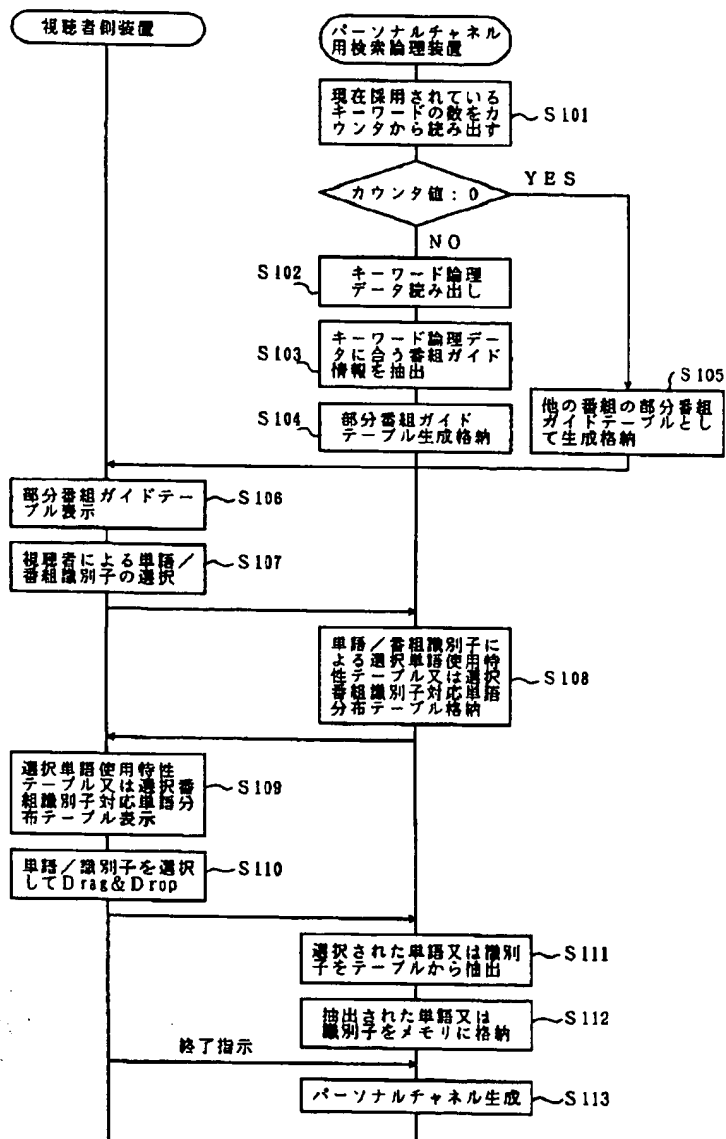 視聴者側装置
パーソナルチャネル
用検索論理装置
現在採用されている
キーワードの数をカ
ウンタから読み出す
S101
カウンタ値:0
YES
NO
S102
キーワード論理
データ読み出し
S103
キーワード論理デー
タに合う番組ガイド
情報を抽出
S104
部分番組ガイド
テーブル生成格納
S105
他の番組の部分番組
ガイドテーブルとし
て生成格納
部分番組ガイドテー
ブル表示
S106
視聴者による単語/
番組識別子の選択
S107
単語/番組識別子に
よる選択単語使用特
性テーブル又は選択
番組識別子対応単語
分布テーブル格納
S108
選択単語使用特性
テーブル又は選択番
組識別子対応単語分
布テーブル表示
S109
単語/識別子を選択
してDrag&Drop
S110
選択された単語又は識別
子をテーブルから抽出
S111
抽出された単語又は
識別子をメモリに格納
S112
終了指示
パーソナルチャネル生成
S113